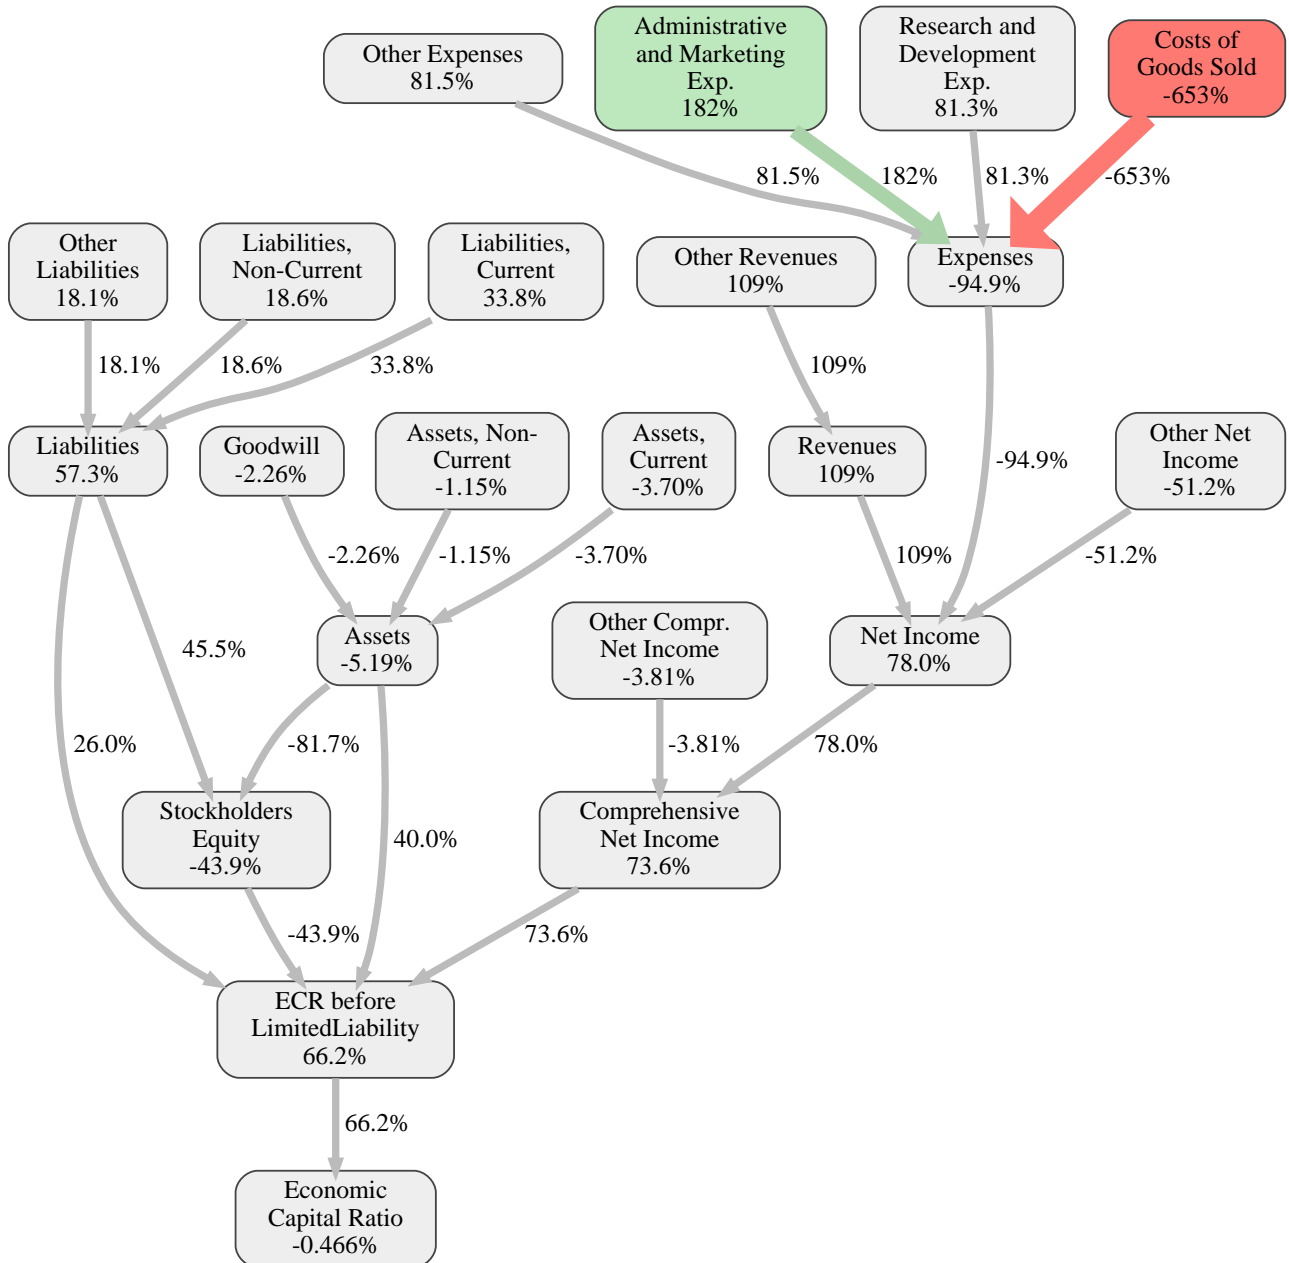 Other Expenses
81.5%
Administrative
and Marketing
Exp.
182%
Research and
Development
Exp.
81.3%
Costs of
Goods Sold
-653%
81.5%
182%
81.3%
-653%
Other
Liabilities
18.1%
Liabilities,
Non-Current
18.6%
Liabilities,
Current
33.8%
Other Revenues
109%
Expenses
-94.9%
18.1%
18.6%
33.8%
109%
Liabilities
57.3%
Goodwill
-2.26%
Assets, Non-
Current
-1.15%
Assets,
Current
-3.70%
Revenues
109%
-94.9%
Other Net
Income
-51.2%
-2.26%
-1.15%
-3.70%
109%
-51.2%
45.5%
Assets
-5.19%
Other Compr.
Net Income
-3.81%
Net Income
78.0%
26.0%
-81.7%
-3.81%
78.0%
Stockholders
Equity
-43.9%
40.0%
Comprehensive
Net Income
73.6%
-43.9%
73.6%
ECR before
LimitedLiability
66.2%
66.2%
Economic
Capital Ratio
-0.466%